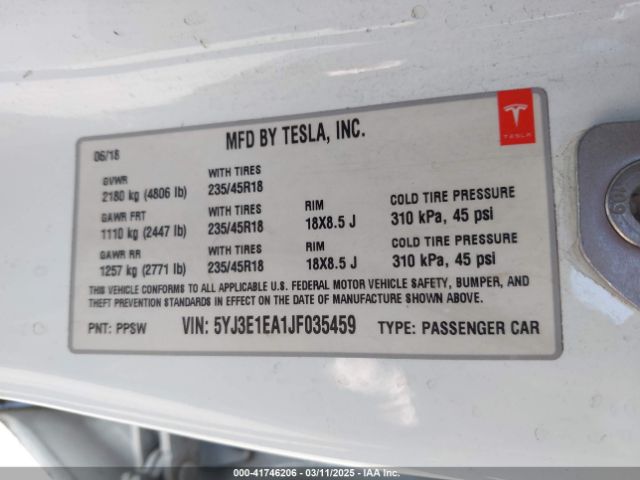 MFD BY TESLA, INC.
TESLA
06/18
GVWR
2180 kg (4806 lb)
WITH TIRES
235/45R18
GAWR FRT
1110 kg (2447 lb)
WITH TIRES
235/45R18
RIM
18X8.5 J
COLD TIRE PRESSURE
310 kPa, 45 psi
GAWR RR
1257 kg (2771 lb)
WITH TIRES
235/45R18
RIM
18X8.5 J
COLD TIRE PRESSURE
310 kPa, 45 psi
THIS VEHICLE CONFORMS TO ALL APPLICABLE U.S. FEDERAL MOTOR VEHICLE SAFETY, BUMPER, AND
THEFT PREVENTION STANDARDS IN EFFECT ON THE DATE OF MANUFACTURE SHOWN ABOVE.
PNT: PPSW VIN: 5YJ3E1EA1JF035459 TYPE: PASSENGER CAR
000-41746206 - 03/11/2025 - IAA Inc.